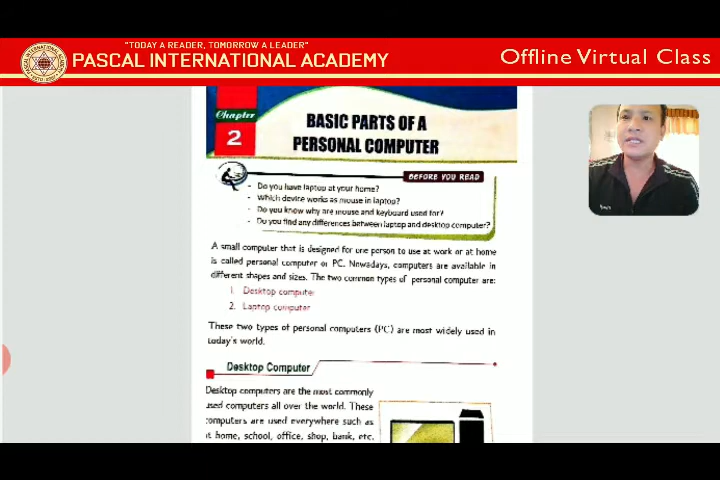 "TODAY A READER, TOMORROW A LEADER"
PASCAL INTERNATIONAL ACADEMY
Offline Virtual Class
Chapter
2
BASIC PARTS OF A
PERSONAL COMPUTER
BEFORE YOU READ
- Do you have laptop at your home?
- Which device works as mouse in laptop?
- Do you know why are mouse and keyboard used for?
- Do you find any differences between laptop and desktop computer?
A small computer that is designed for one person to use at work or at home
is called personal computer or PC. Nowadays, computers are available in
different shapes and sizes. The two common types of personal computer are:
1. Desktop computer
2. Laptop computer
These two types of personal computers (PC) are most widely used in
today's world.
Desktop Computer
Desktop computers are the most commonly
used computers all over the world. These
computers are used everywhere such as
at home, school, office, shop, bank, etc.